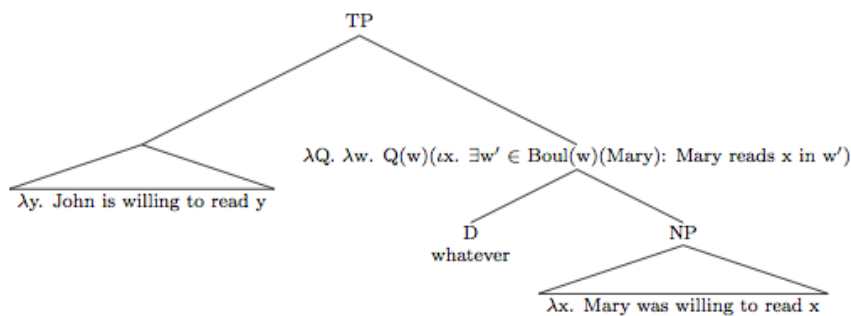 TP
λQ. λw. Q(w)(ιx. ∃w′ ∈ Boul(w)(Mary): Mary reads x in w′)
λy. John is willing to read y
D
NP
whatever
λx. Mary was willing to read x